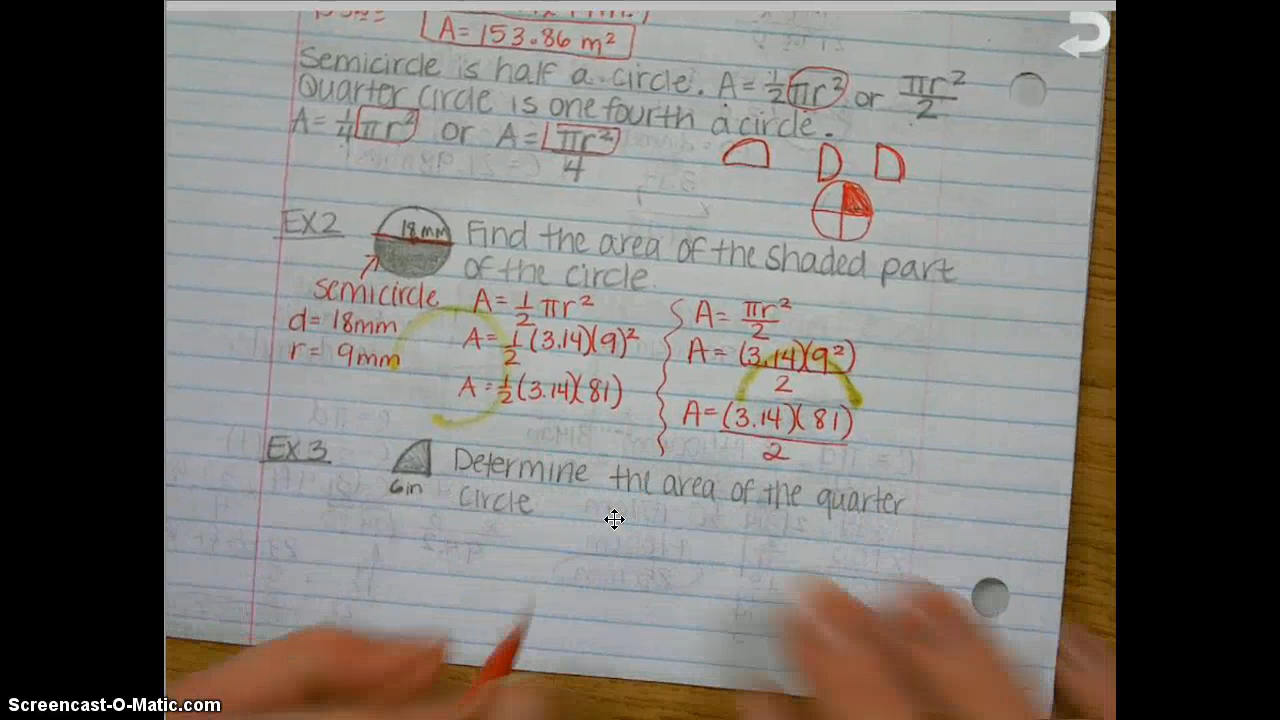 A = 153.86 m²
Semicircle is half a circle. A = 1/2 πr² or πr²/2
Quarter circle is one fourth a circle.
A = 1/4 πr² or A = πr²/4
EX2 18mm Find the area of the shaded part
of the circle.
semicircle
d = 18mm
r = 9mm
A = 1/2 πr²
A = 1/2 (3.14)(9)²
A = 1/2 (3.14)(81)
A = πr²/2
A = (3.14)(9²)/2
A = (3.14)(81)/2
EX 3 Determine the area of the quarter
6in circle
Screencast-O-Matic.com